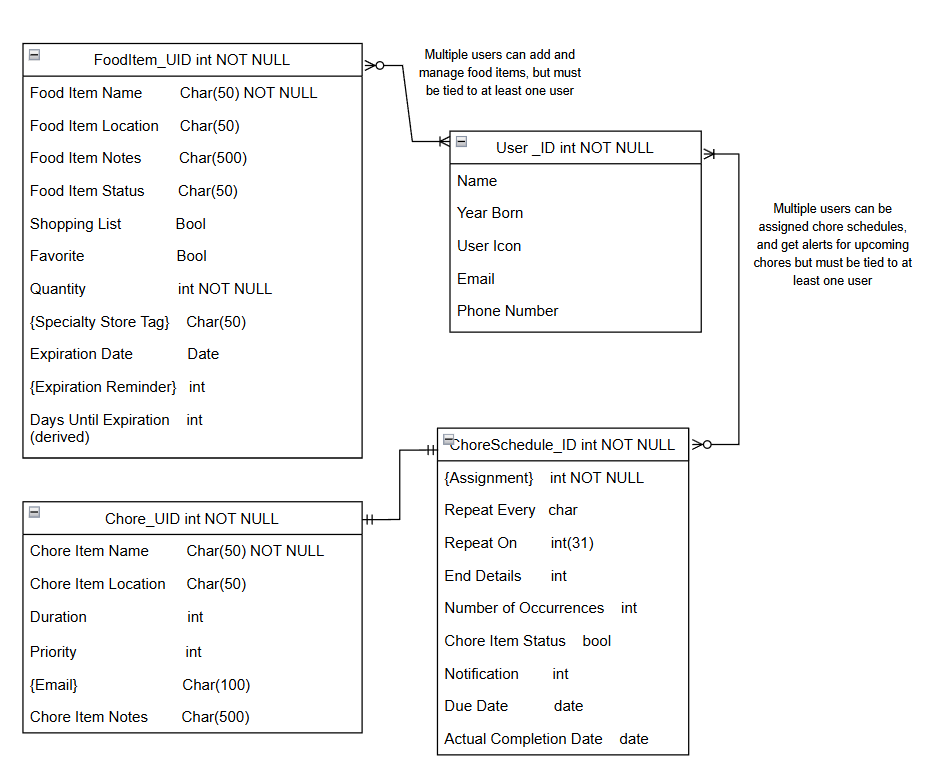 FoodItem_UID int NOT NULL
Food Item Name Char(50) NOT NULL
Food Item Location Char(50)
Food Item Notes Char(500)
Food Item Status Char(50)
Shopping List Bool
Favorite Bool
Quantity int NOT NULL
{Specialty Store Tag} Char(50)
Expiration Date Date
{Expiration Reminder} int
Days Until Expiration int
(derived)
Multiple users can add and
manage food items, but must
be tied to at least one user
User _ID int NOT NULL
Name
Year Born
User Icon
Email
Phone Number
Multiple users can be
assigned chore schedules,
and get alerts for upcoming
chores but must be tied to at
least one user
Chore_UID int NOT NULL
Chore Item Name Char(50) NOT NULL
Chore Item Location Char(50)
Duration int
Priority int
{Email} Char(100)
Chore Item Notes Char(500)
ChoreSchedule_ID int NOT NULL
{Assignment} int NOT NULL
Repeat Every char
Repeat On int(31)
End Details int
Number of Occurrences int
Chore Item Status bool
Notification int
Due Date date
Actual Completion Date date